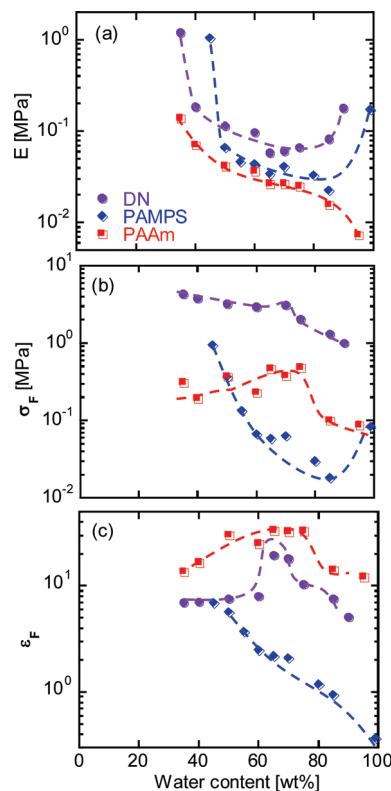 (a)
10⁰
10⁻¹
10⁻²
E [MPa]
DN
PAMPS
PAAm
(b)
10¹
10⁰
10⁻¹
10⁻²
σF [MPa]
(c)
10²
10¹
10⁰
εF
0 20 40 60 80 100
Water content [wt%]